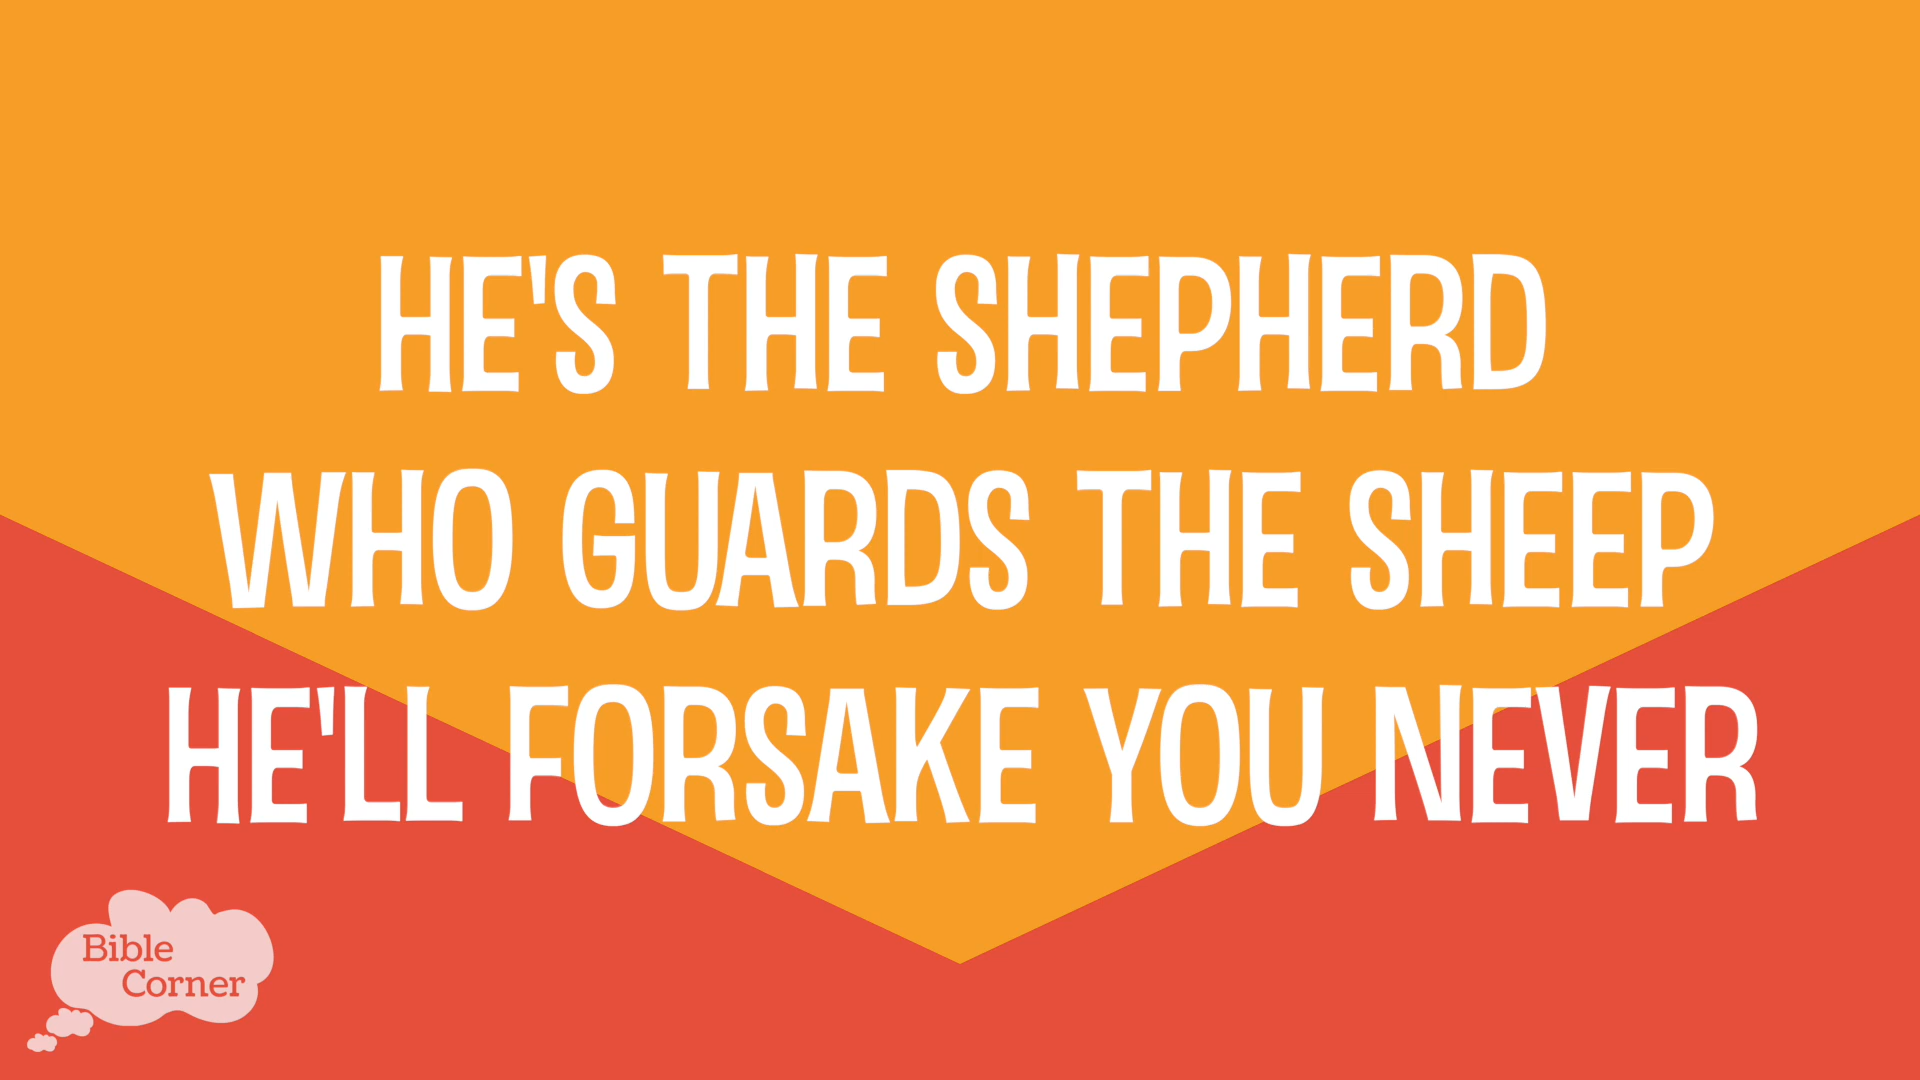 HE'S THE SHEPHERD
WHO GUARDS THE SHEEP
HE'LL FORSAKE YOU NEVER
Bible
Corner